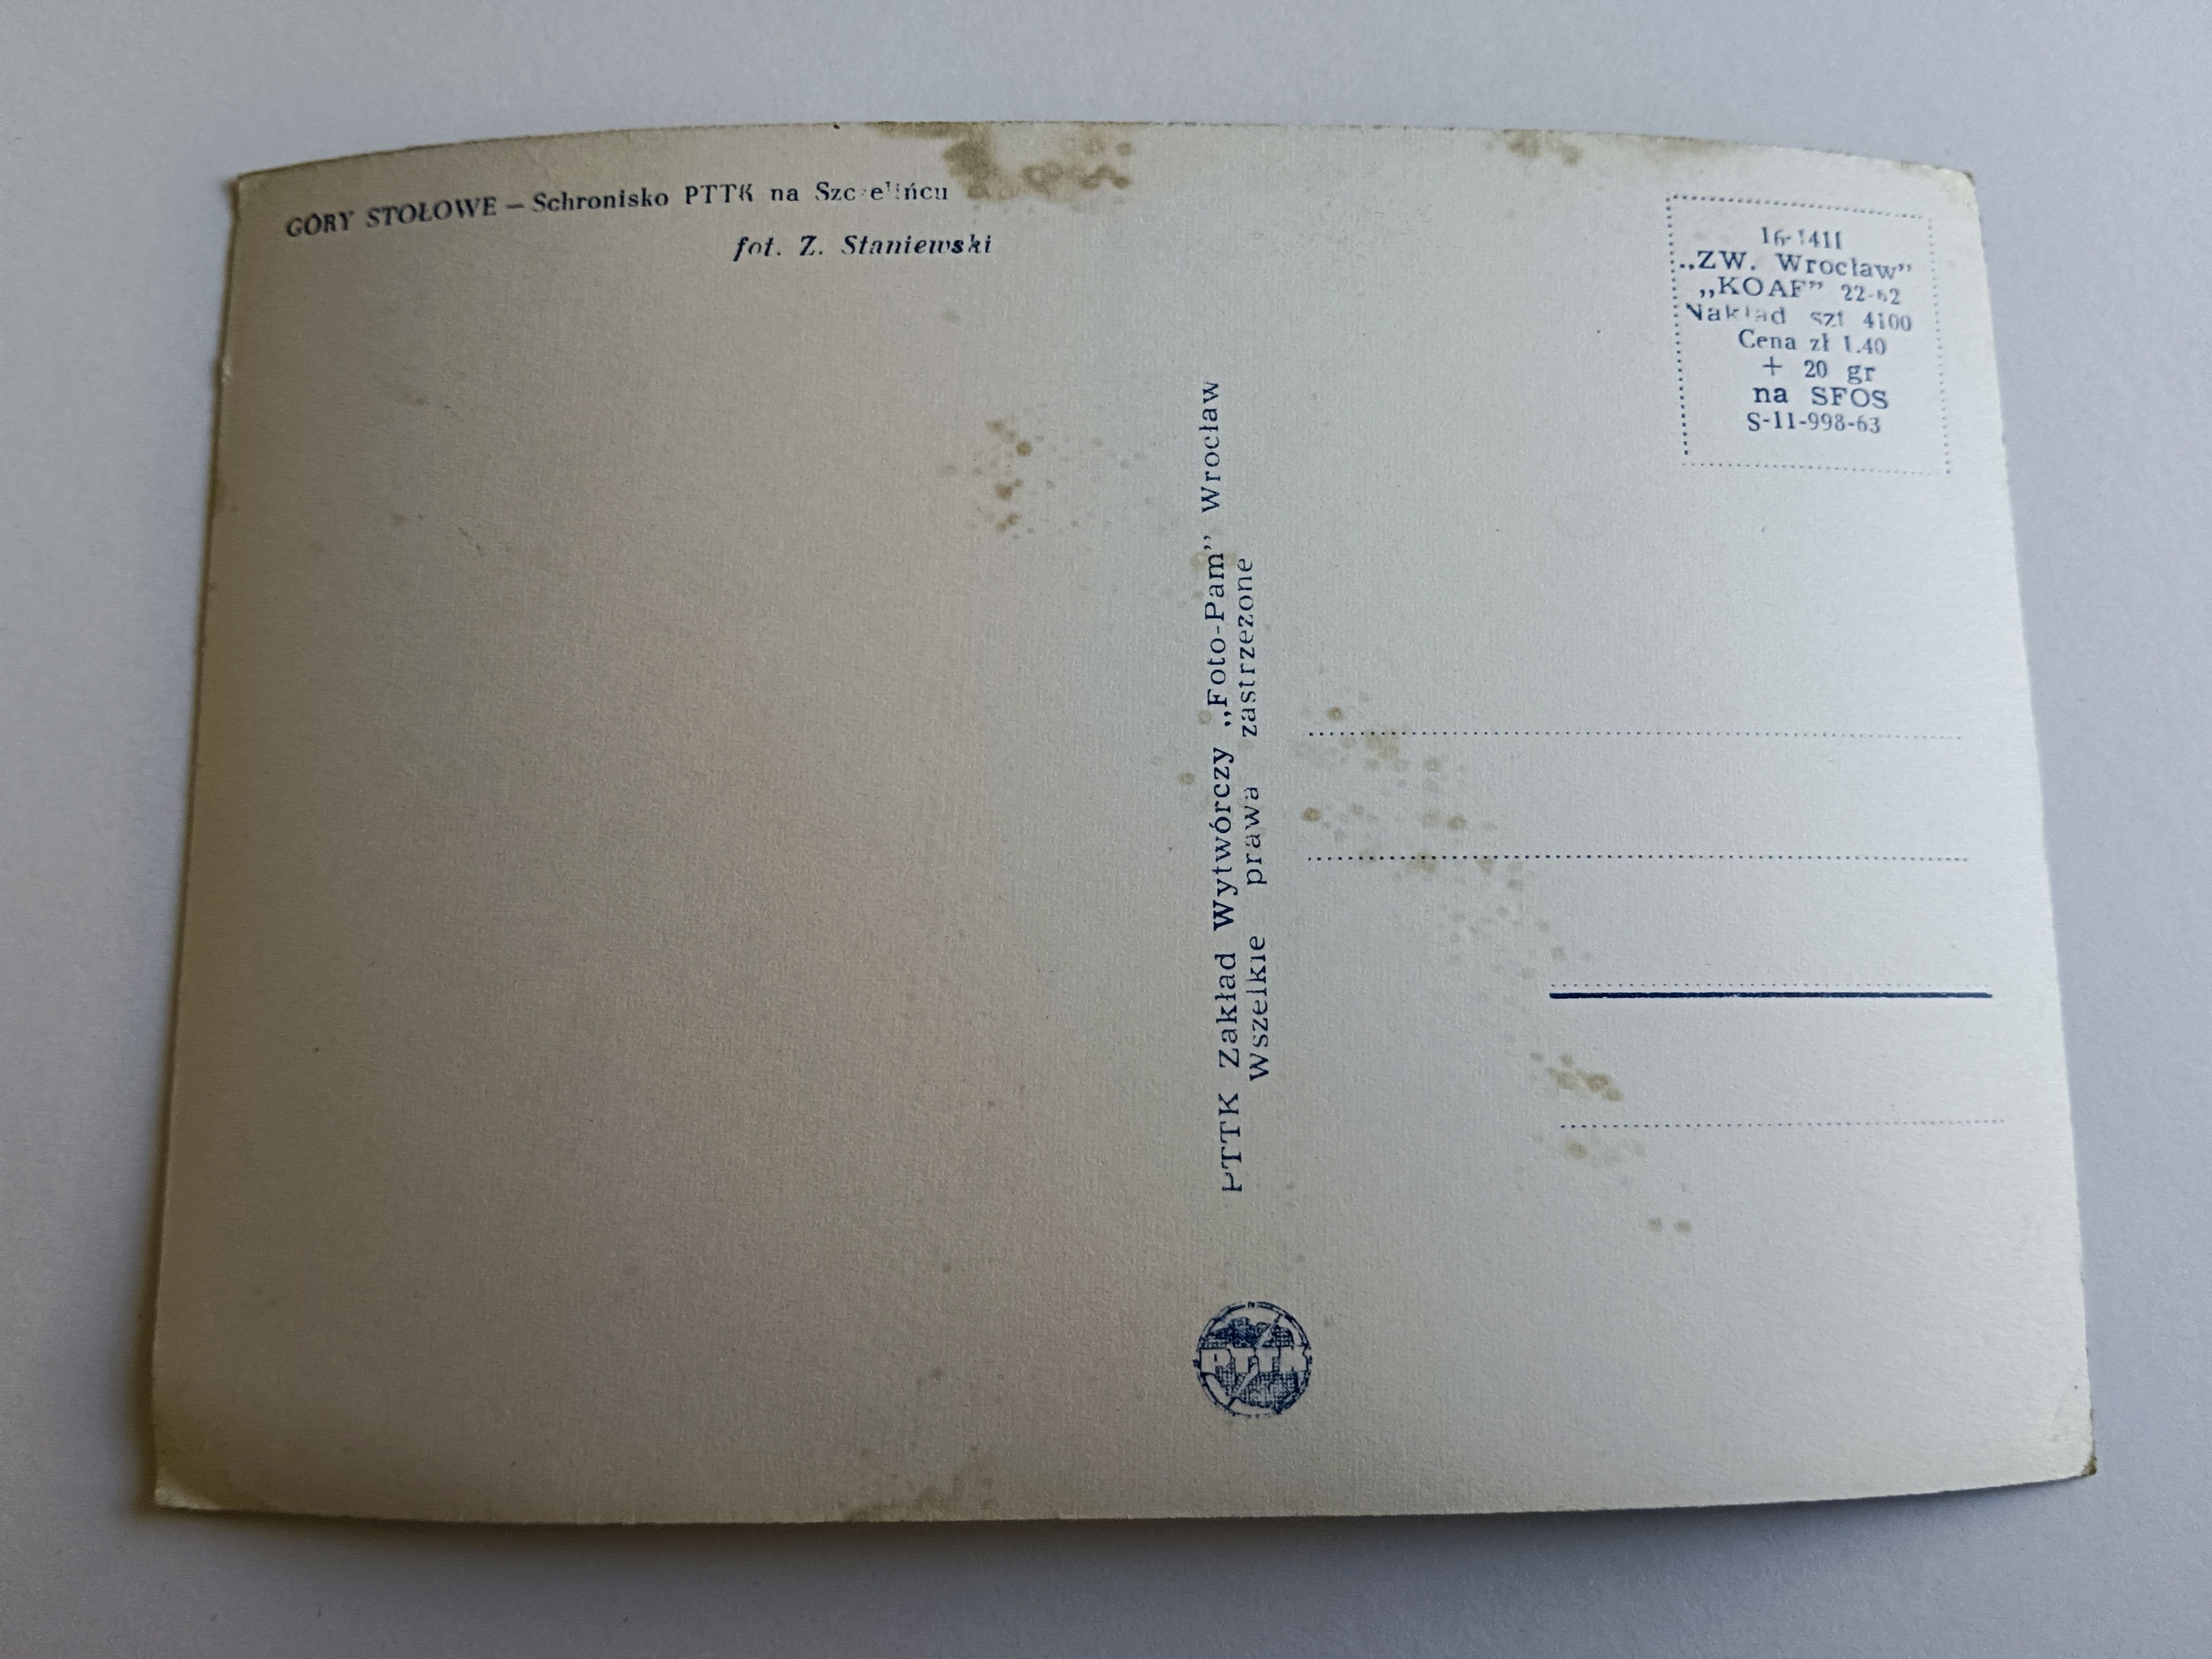 GÓRY STOŁOWE – Schronisko PTTK na Szczelińcu
fot. Z. Staniewski
„ZW. Wrocław”
„KOAF” 22-62
Nakład szt 4100
Cena zł 1.40
+ 20 gr
na SFOS
S-11-998-63
PTTK Zakład Wytwórczy „Foto-Pam” Wrocław
Wszelkie prawa zastrzeżone
PTTK